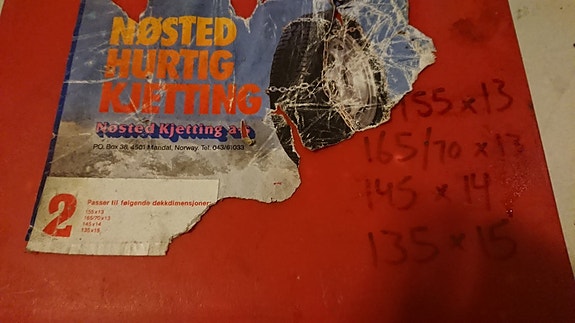 NØSTED
HURTIG
KJETTING
Nøsted Kjetting a.s.
P.O. Box 36, 4501 Mandal, Norway. Tel. 043/61033
2
Passer til følgende dekkdimensjoner:
155x13
165/70x13
145x14
135x15
155 x 13
165/70 x 13
145 x 14
135 x 15